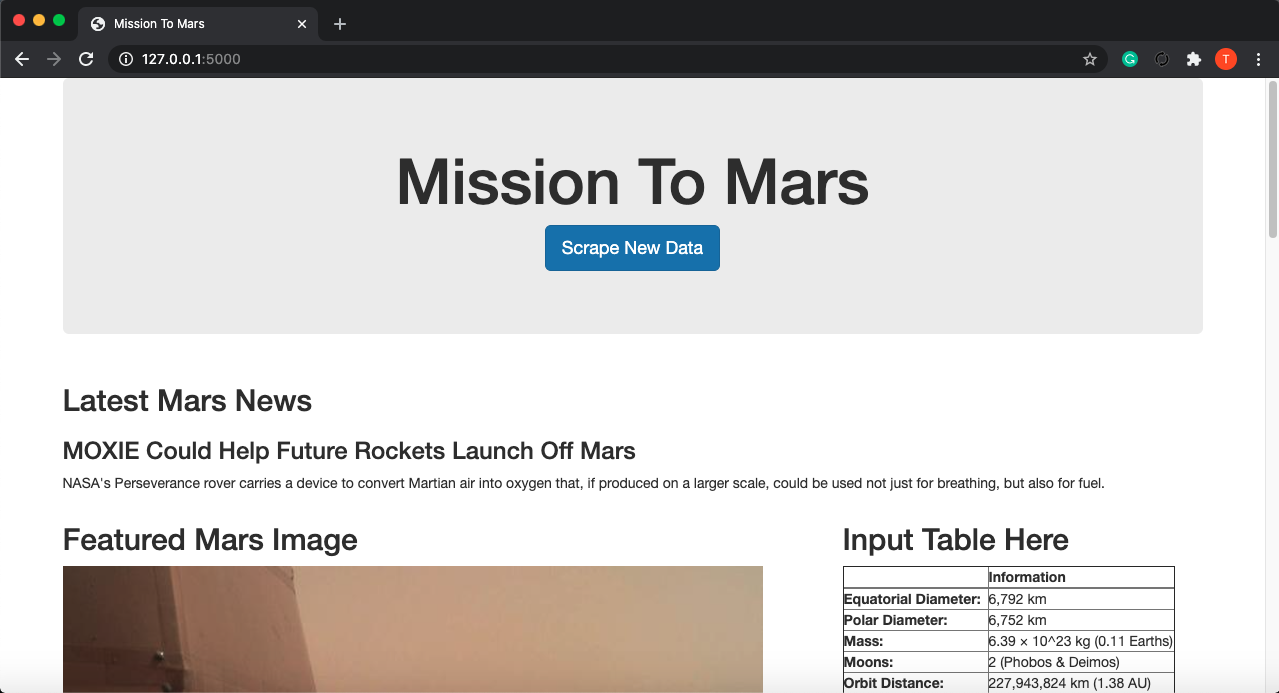 Mission To Mars
127.0.0.1:5000
T
Mission To Mars
Scrape New Data
Latest Mars News
MOXIE Could Help Future Rockets Launch Off Mars
NASA's Perseverance rover carries a device to convert Martian air into oxygen that, if produced on a larger scale, could be used not just for breathing, but also for fuel.
Featured Mars Image
Input Table Here
Information
Equatorial Diameter: 6,792 km
Polar Diameter: 6,752 km
Mass: 6.39 × 10^23 kg (0.11 Earths)
Moons: 2 (Phobos & Deimos)
Orbit Distance: 227,943,824 km (1.38 AU)